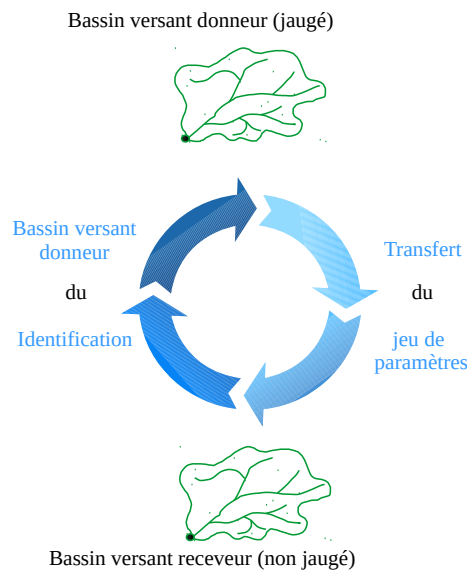 Bassin versant donneur (jaugé)
Bassin versant
donneur
du
Identification
Transfert
du
jeu de
paramètres
Bassin versant receveur (non jaugé)